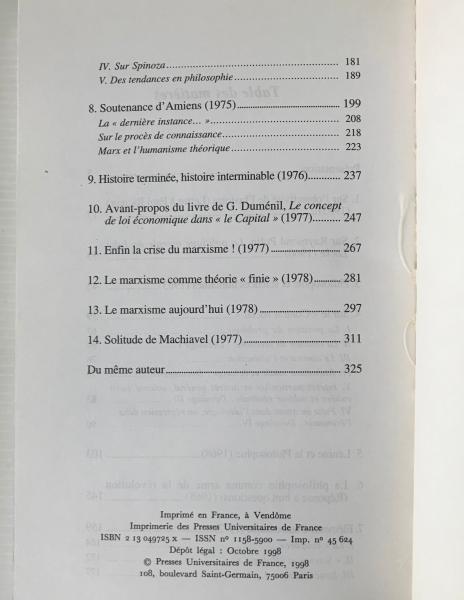 IV. Sur Spinoza........................................................ 181
V. Des tendances en philosophie................................. 189
8. Soutenance d'Amiens (1975)............................................ 199
La « dernière instance... »........................................ 208
Sur le procès de connaissance..................................... 218
Marx et l'humanisme théorique.................................. 223
9. Histoire terminée, histoire interminable (1976)............ 237
10. Avant-propos du livre de G. Duménil, Le concept
de loi économique dans « le Capital » (1977).......... 247
11. Enfin la crise du marxisme ! (1977)......................... 267
12. Le marxisme comme théorie « finie » (1978)............ 281
13. Le marxisme aujourd'hui (1978)............................... 297
14. Solitude de Machiavel (1977).................................... 311
Du même auteur............................................................ 325
Imprimé en France, à Vendôme
Imprimerie des Presses Universitaires de France
ISBN 2 13 049725 x — ISSN nº 1158-5900 — Imp. nº 45 624
Dépôt légal : Octobre 1998
© Presses Universitaires de France, 1998
108, boulevard Saint-Germain, 75006 Paris